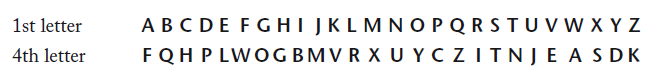 1st letter A B C D E F G H I J K L M N O P Q R S T U V W X Y Z
4th letter F Q H P L W O G B M V R X U Y C Z I T N J E A S D K